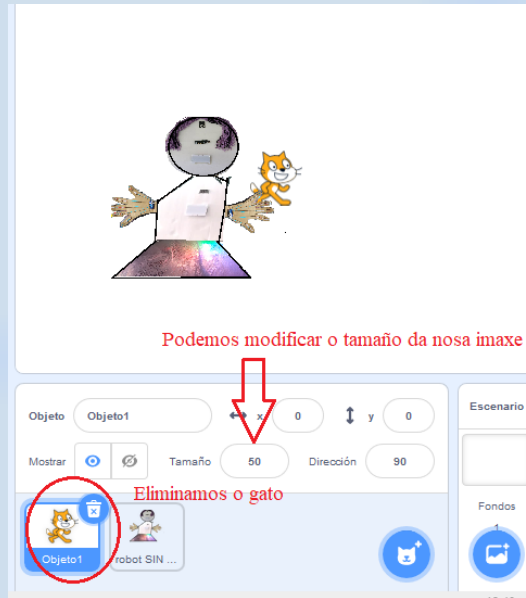 Podemos modificar o tamaño da nosa imaxe
Objeto Objeto1 x 0 y 0
Escenario
Mostrar Tamaño 50 Dirección 90
Eliminamos o gato
Fondos
1
Objeto1 robot SIN ...